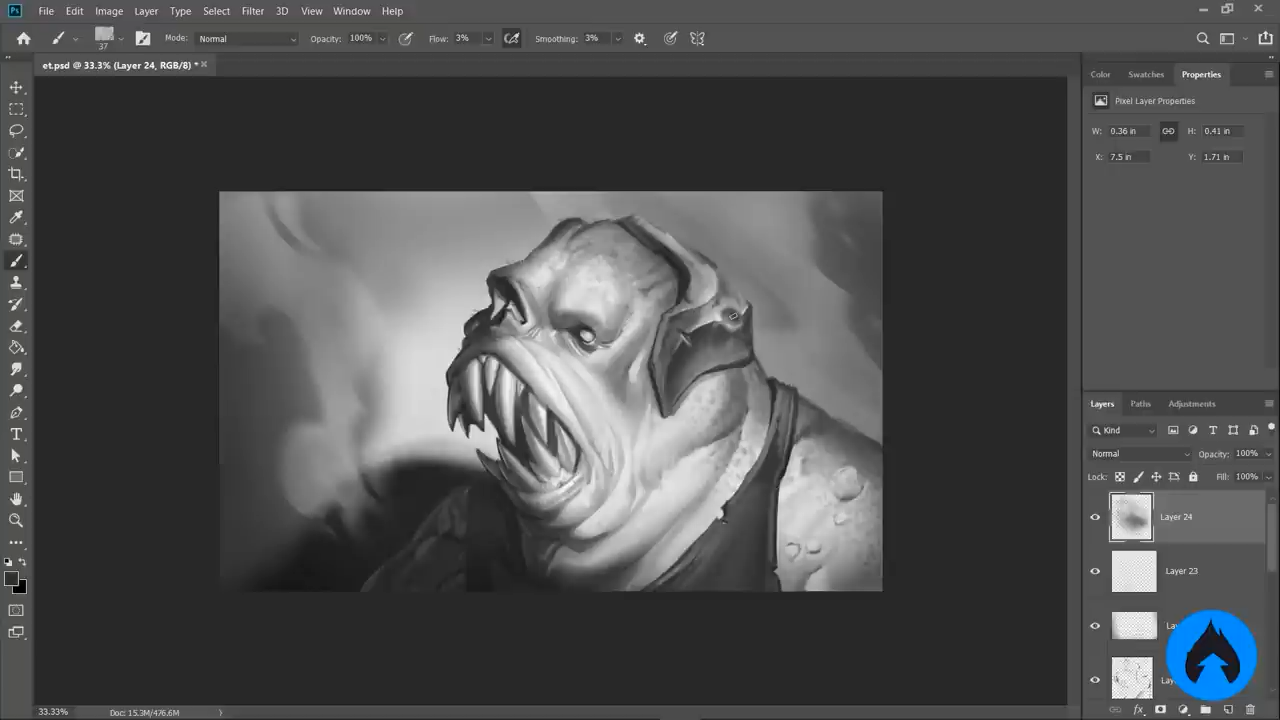 Ps File Edit Image Layer Type Select Filter 3D View Window Help
37 Mode: Normal Opacity: 100% Flow: 3% Smoothing: 3%
et.psd @ 33.3% (Layer 24, RGB/8) *
Color Swatches Properties
Pixel Layer Properties
W: 0.36 in H: 0.41 in
X: 7.5 in Y: 1.71 in
Layers Paths Adjustments
Kind
Normal Opacity: 100%
Lock: Fill: 100%
Layer 24
Layer 23
33.33% Doc: 15.3M/476.6M